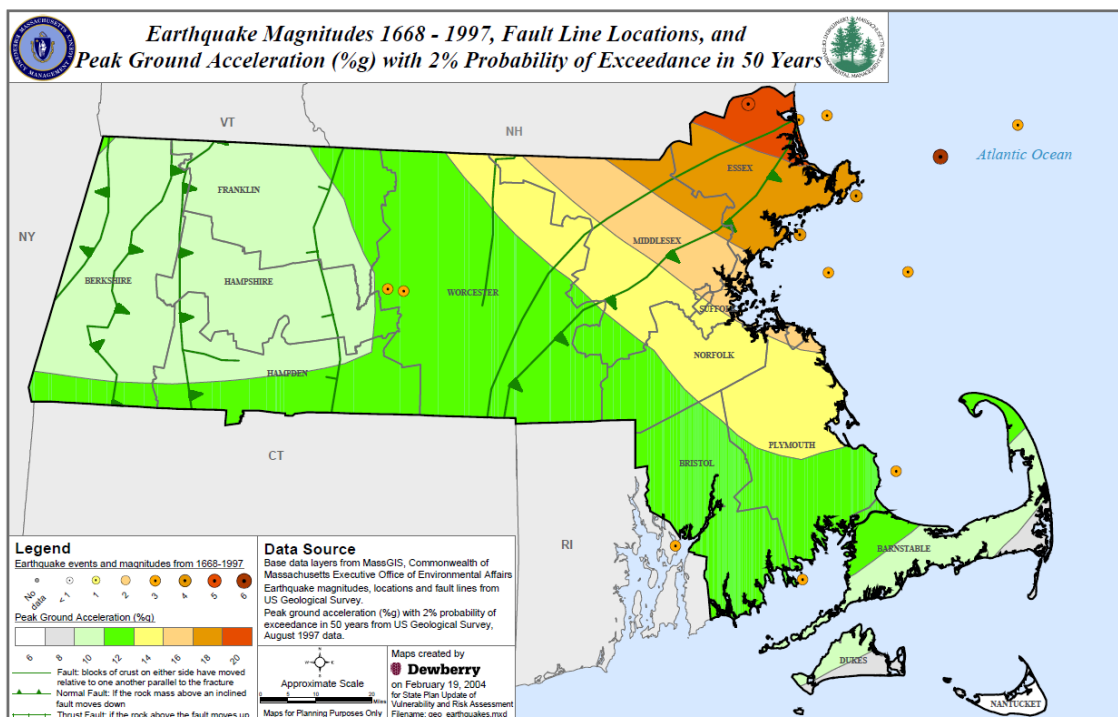 Earthquake Magnitudes 1668 - 1997, Fault Line Locations, and
Peak Ground Acceleration (%g) with 2% Probability of Exceedance in 50 Years
VT
NH
NY
Atlantic Ocean
ESSEX
FRANKLIN
MIDDLESEX
BERKSHIRE
HAMPSHIRE
WORCESTER
SUFFOLK
NORFOLK
HAMPDEN
PLYMOUTH
CT
BRISTOL
RI
BARNSTABLE
DUKES
NANTUCKET
Legend
Earthquake events and magnitudes from 1668-1997
No data
< 1
1
2
3
4
5
6
Peak Ground Acceleration (%g)
6
8
10
12
14
16
18
20
Fault: blocks of crust on either side have moved
relative to one another parallel to the fracture
Normal Fault: If the rock mass above an inclined
fault moves down
Thrust Fault: if the rock above the fault moves up
Data Source
Base data layers from MassGIS, Commonwealth of
Massachusetts Executive Office of Environmental Affairs
Earthquake magnitudes, locations and fault lines from
US Geological Survey.
Peak ground acceleration (%g) with 2% probability of
exceedance in 50 years from US Geological Survey,
August 1997 data.
N
W
E
S
Approximate Scale
0 5 10 20
Miles
Maps for Planning Purposes Only
Maps created by
Dewberry
on February 19, 2004
for State Plan Update of
Vulnerability and Risk Assessment
Filename: geo_earthquakes.mxd